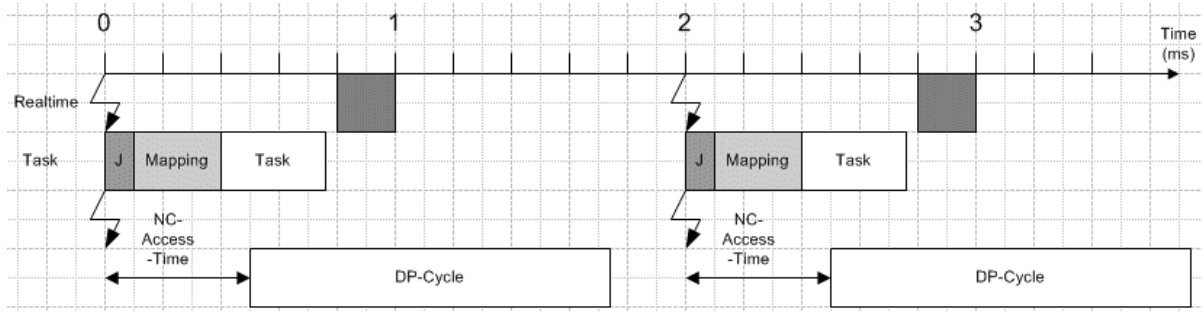 0 1 2 3
Time
(ms)
Realtime
Task J Mapping Task J Mapping Task
NC-
Access
-Time
NC-
Access
-Time
DP-Cycle DP-Cycle